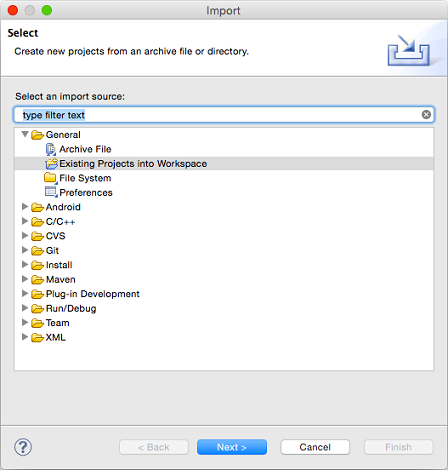 Import
Select
Create new projects from an archive file or directory.
Select an import source:
type filter text
General
Archive File
Existing Projects into Workspace
File System
Preferences
Android
C/C++
CVS
Git
Install
Maven
Plug-in Development
Run/Debug
Team
XML
?
< Back
Next >
Cancel
Finish